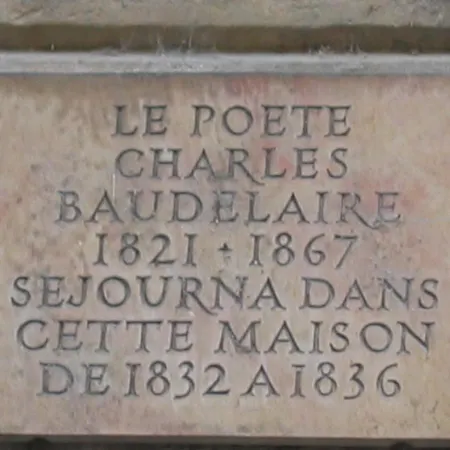 LE POETE
CHARLES
BAUDELAIRE
1821 + 1867
SEJOURNA DANS
CETTE MAISON
DE 1832 A 1836